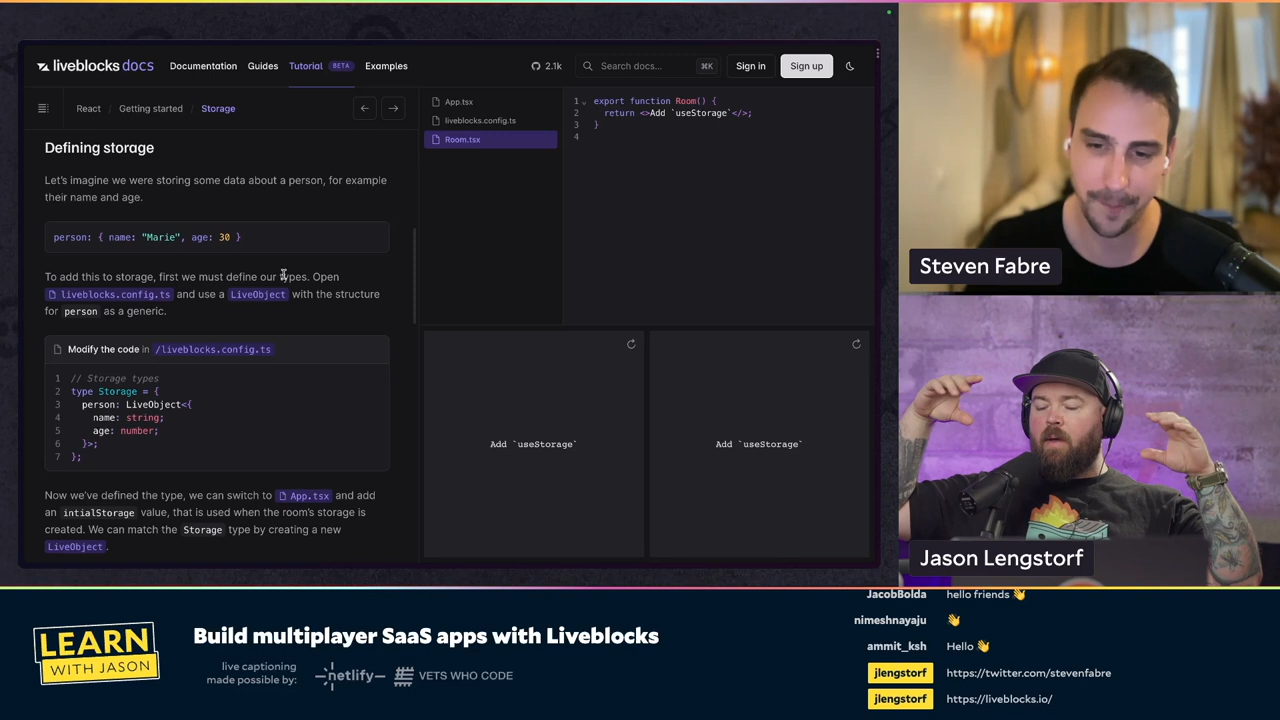 liveblocks docs
Documentation Guides Tutorial BETA Examples
2.1k Search docs... ⌘K Sign in Sign up
React Getting started Storage
Defining storage
Let's imagine we were storing some data about a person, for example
their name and age.
person: { name: "Marie", age: 30 }
To add this to storage, first we must define our types. Open
liveblocks.config.ts and use a LiveObject with the structure
for person as a generic.
Modify the code in /liveblocks.config.ts
1 // Storage types
2 type Storage = {
3 person: LiveObject<{
4 name: string;
5 age: number;
6 }>;
7 };
Now we've defined the type, we can switch to App.tsx and add
an intialStorage value, that is used when the room's storage is
created. We can match the Storage type by creating a new
LiveObject.
App.tsx
liveblocks.config.ts
Room.tsx
1 export function Room() {
2 return <>Add `useStorage`</>;
3 }
4
Add `useStorage`
Add `useStorage`
Steven Fabre
Jason Lengstorf
LEARN
WITH JASON
Build multiplayer SaaS apps with Liveblocks
live captioning
made possible by:
netlify
VETS WHO CODE
JacobBolda hello friends 👋
nimeshnayaju 👋
ammit_ksh Hello 👋
jlengstorf https://twitter.com/stevenfabre
jlengstorf https://liveblocks.io/